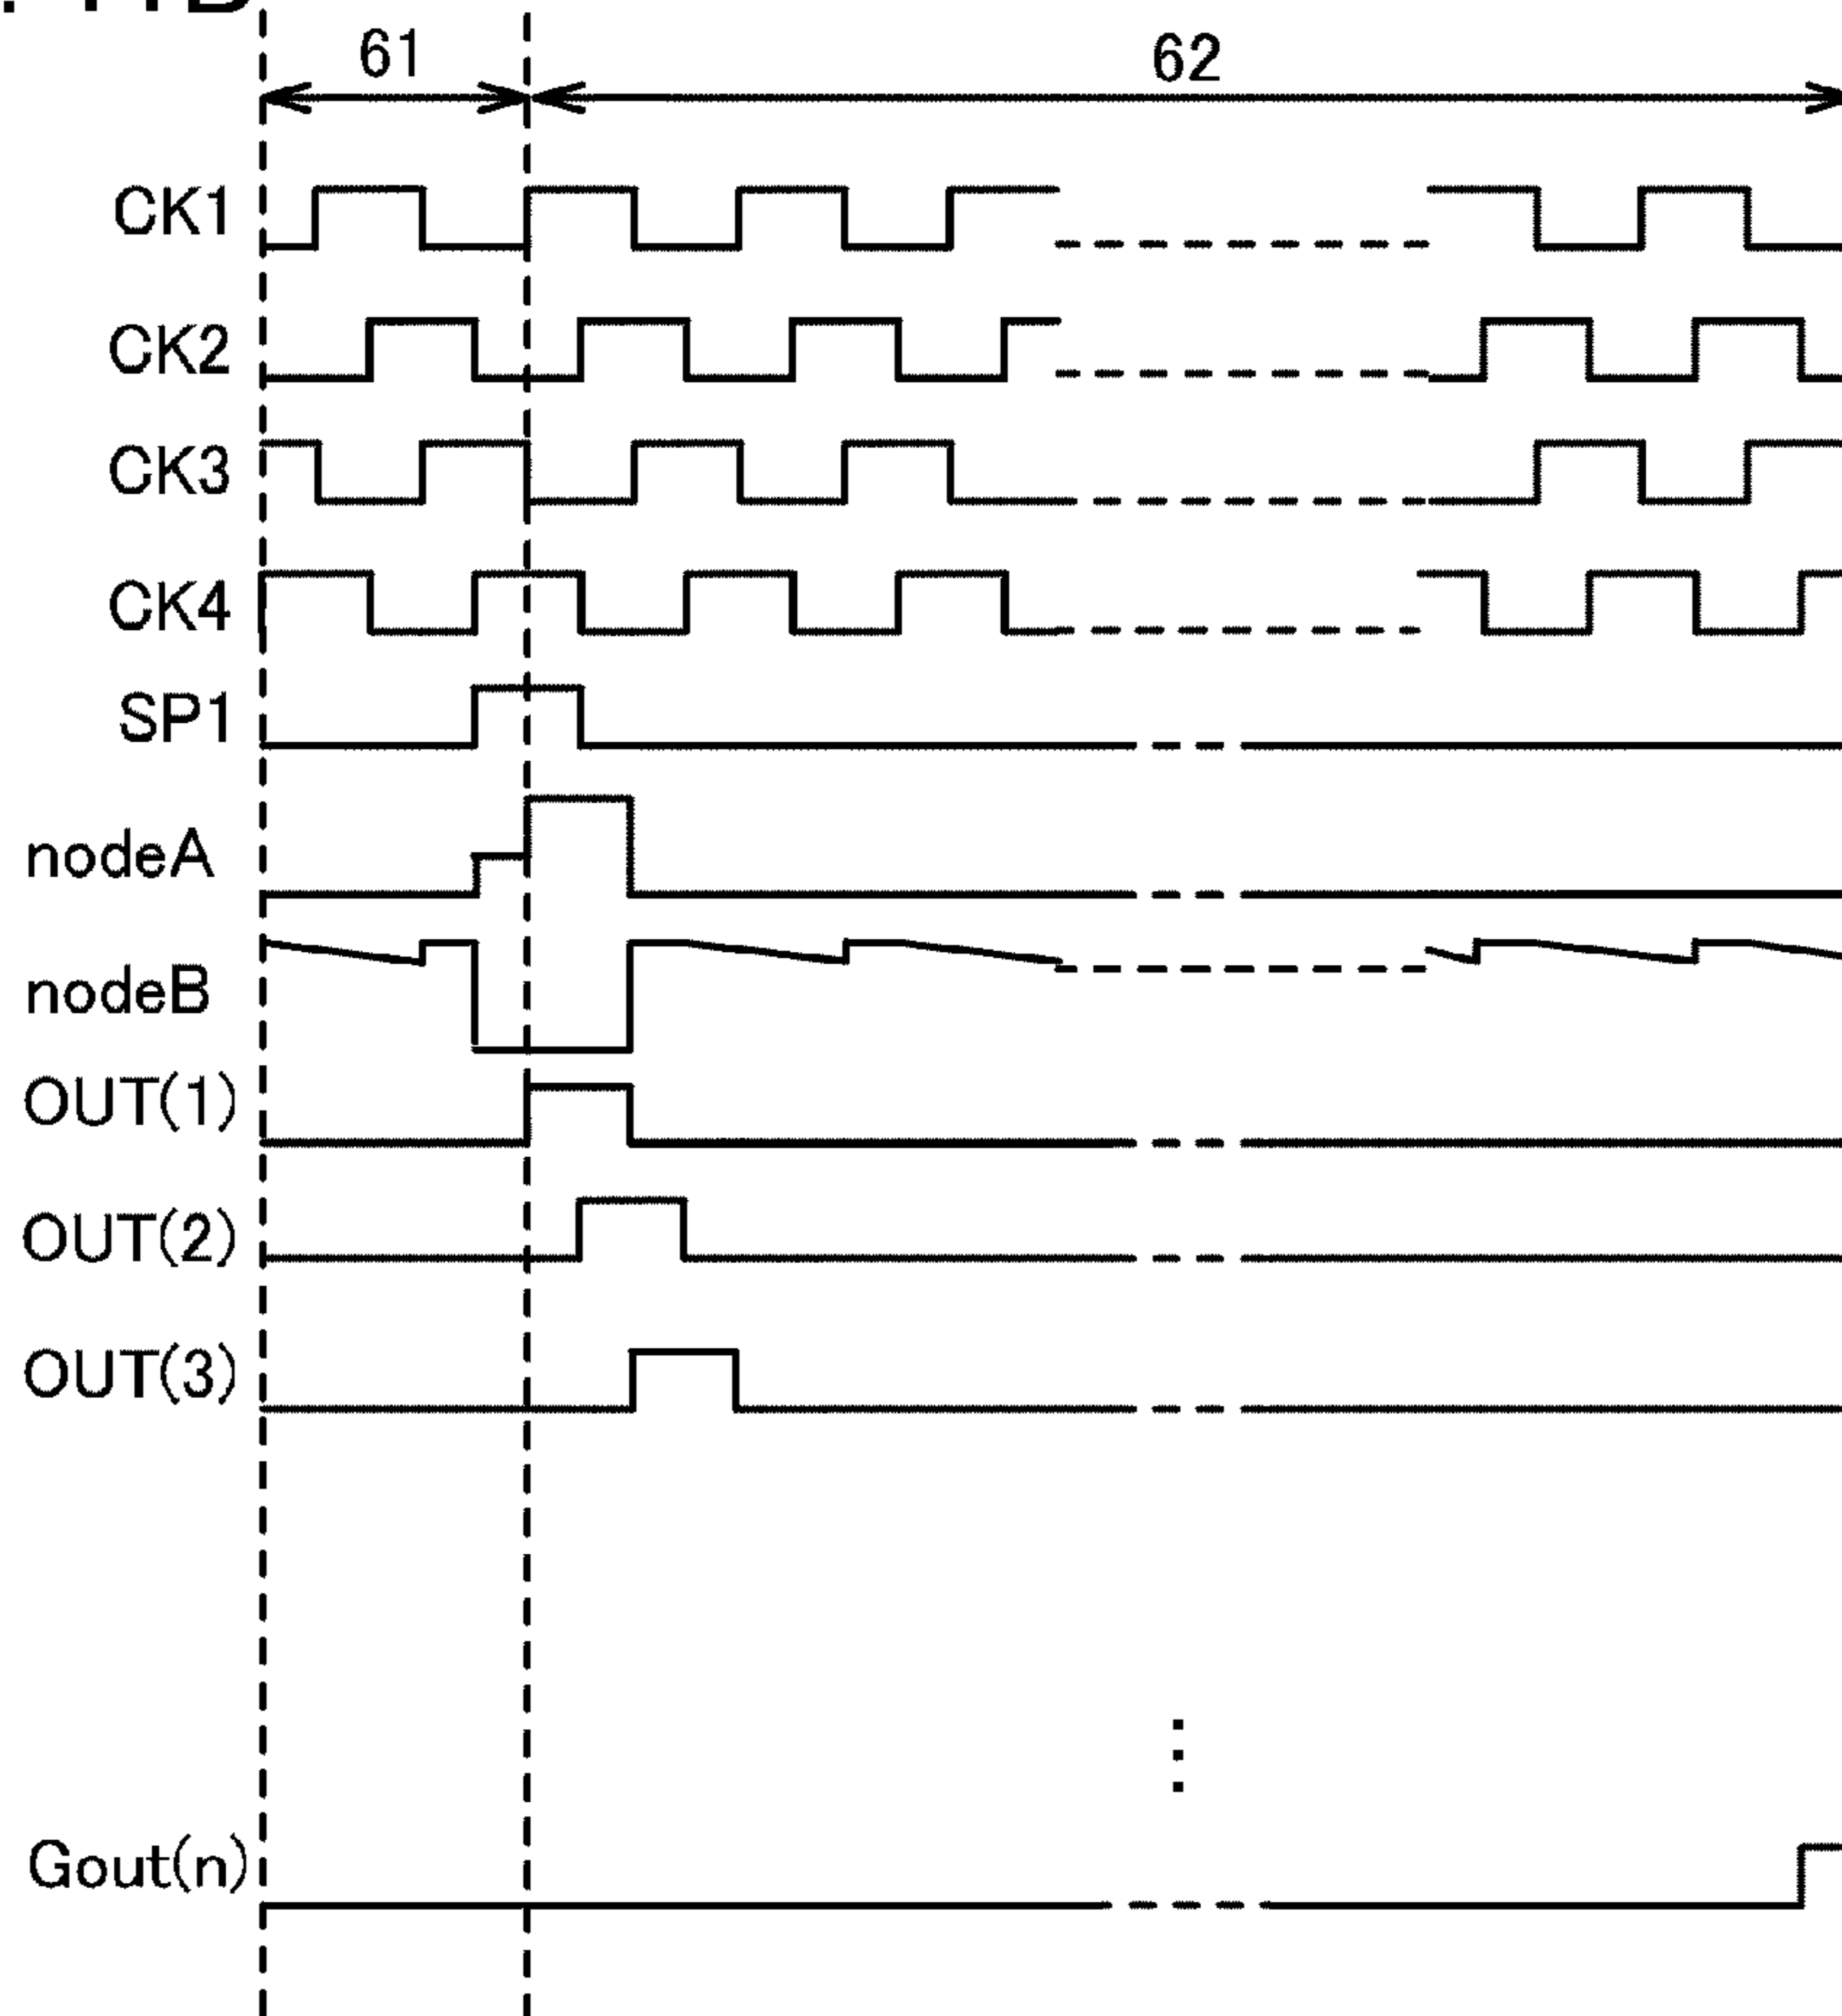 61
62
CK1
CK2
CK3
CK4
SP1
nodeA
nodeB
OUT(1)
OUT(2)
OUT(3)
Gout(n)